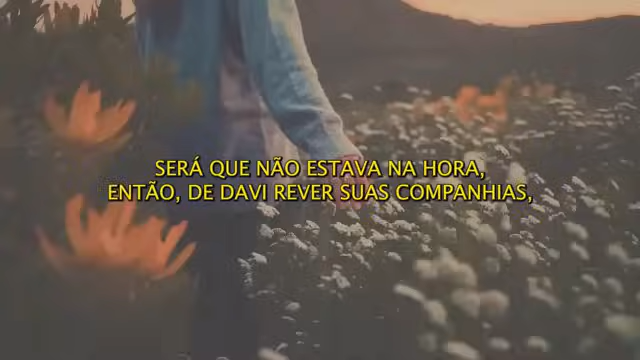 SERÁ QUE NÃO ESTAVA NA HORA,
ENTÃO, DE DAVI REVER SUAS COMPANHIAS,